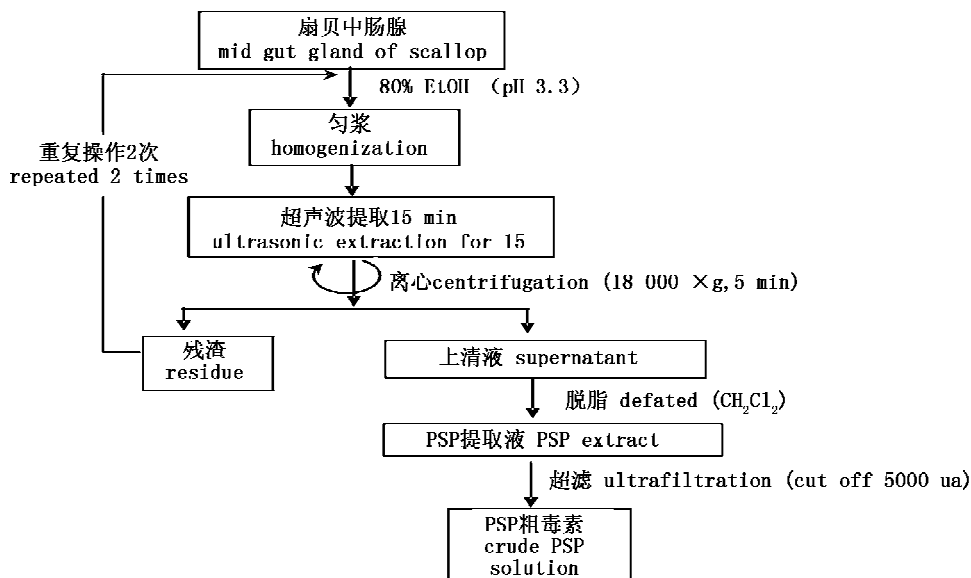 扇贝中肠腺
mid gut gland of scallop
80% EtOH （pH 3.3）
匀浆
homogenization
重复操作2次
repeated 2 times
超声波提取15 min
ultrasonic extraction for 15
离心centrifugation (18 000 ×g,5 min)
残渣
residue
上清液 supernatant
脱脂 defated (CH₂Cl₂)
PSP提取液 PSP extract
超滤 ultrafiltration (cut off 5000 ua)
PSP粗毒素
crude PSP
solution